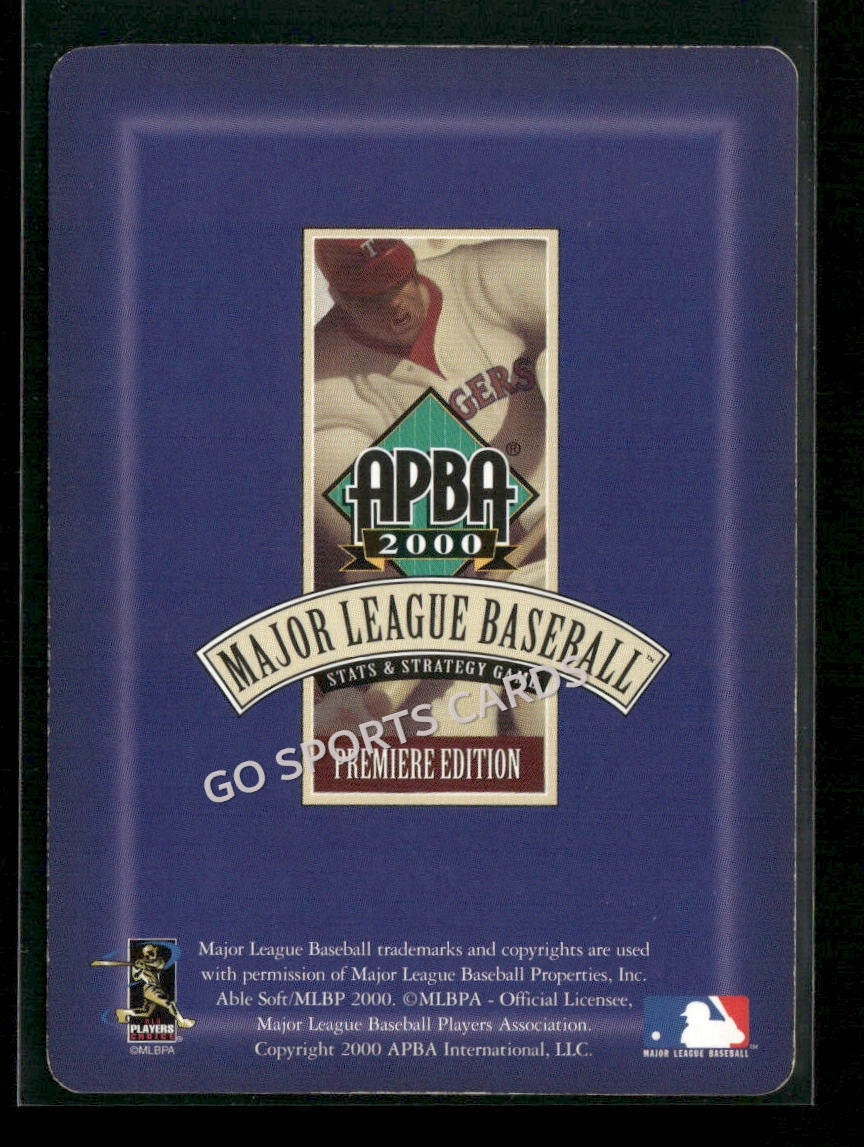 T
GERS
APBA®
2000
MAJOR LEAGUE BASEBALL™
STATS & STRATEGY GAME
GO SPORTS CARDS
PREMIERE EDITION
Major League Baseball trademarks and copyrights are used
with permission of Major League Baseball Properties, Inc.
Able Soft/MLBP 2000. ©MLBPA - Official Licensee,
Major League Baseball Players Association.
Copyright 2000 APBA International, LLC.
PLAYERS
CHOICE®
©MLBPA
MAJOR LEAGUE BASEBALL™